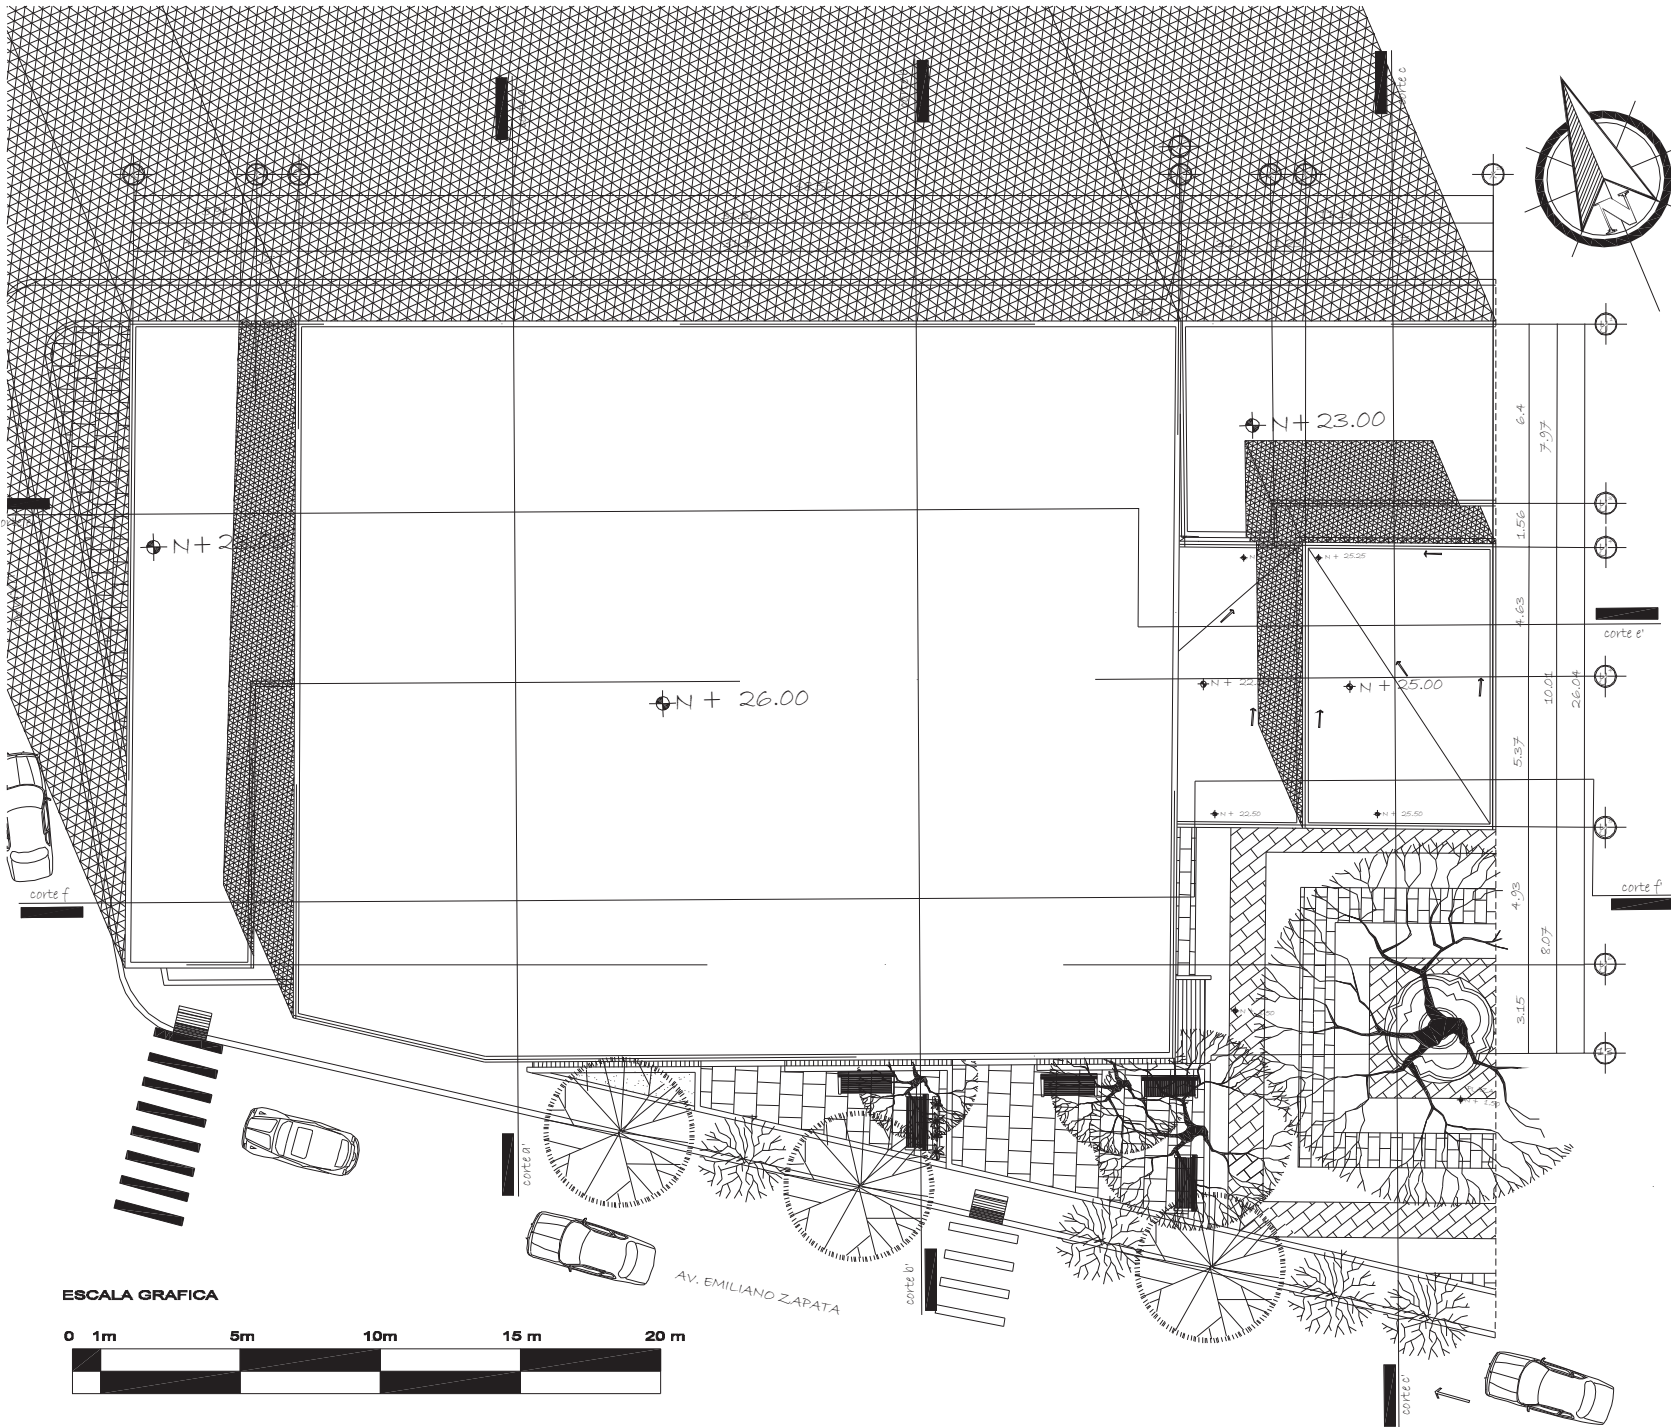 corte c
N
N+ 23.00
6.4
7.97
1.56
N+ 2
N + 25.25
4.63
corte e'
N + 22.
N + 25.00
10.01
26.04
N + 26.00
5.37
N + 22.50
N + 25.50
corte f
corte f'
4.93
8.07
3.15
corte a'
corte b'
AV. EMILIANO ZAPATA
ESCALA GRAFICA
0 1m 5m 10m 15 m 20 m
corte c'